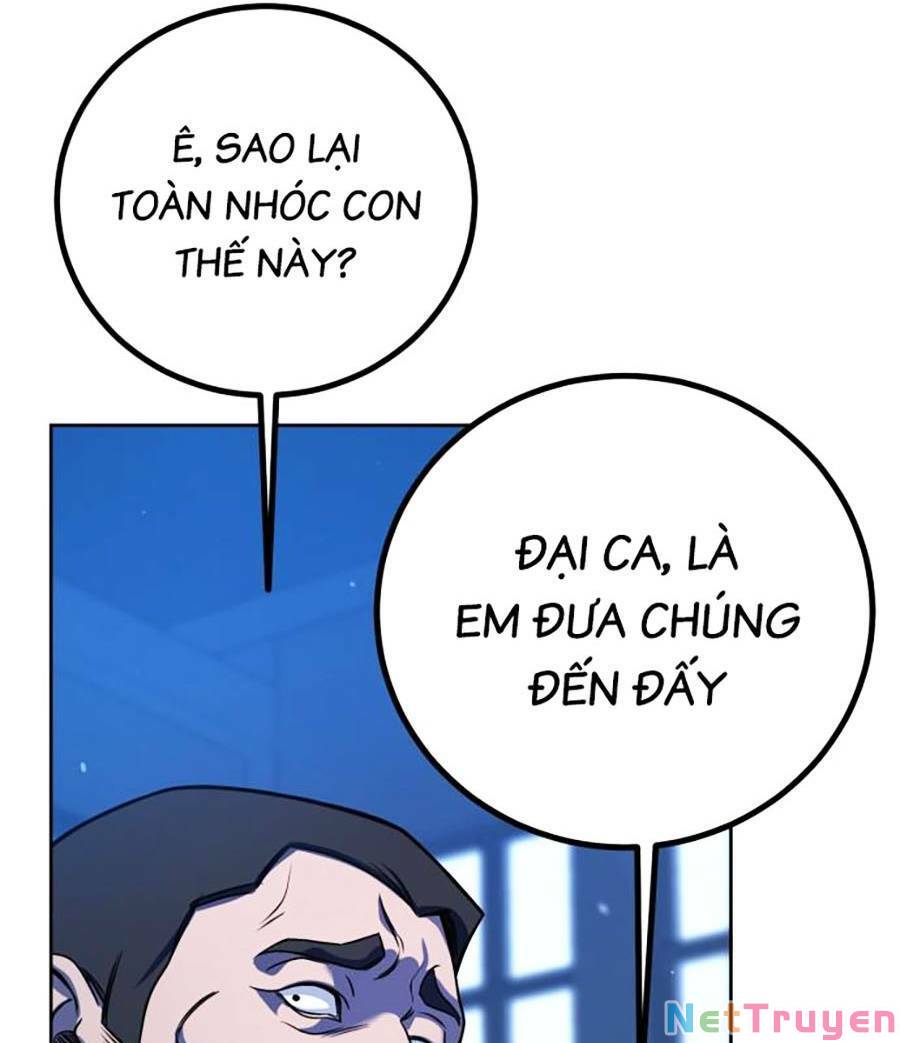 Ê, SAO LẠI
TOÀN NHÓC CON
THẾ NÀY?
ĐẠI CA, LÀ
EM ĐƯA CHÚNG
ĐẾN ĐẤY
NetTruyen